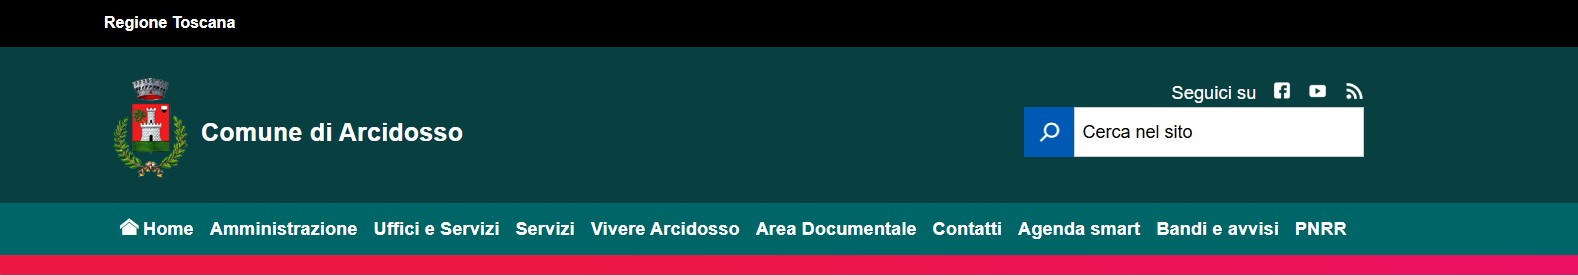 Regione Toscana
Seguici su
Comune di Arcidosso
Cerca nel sito
Home Amministrazione Uffici e Servizi Servizi Vivere Arcidosso Area Documentale Contatti Agenda smart Bandi e avvisi PNRR